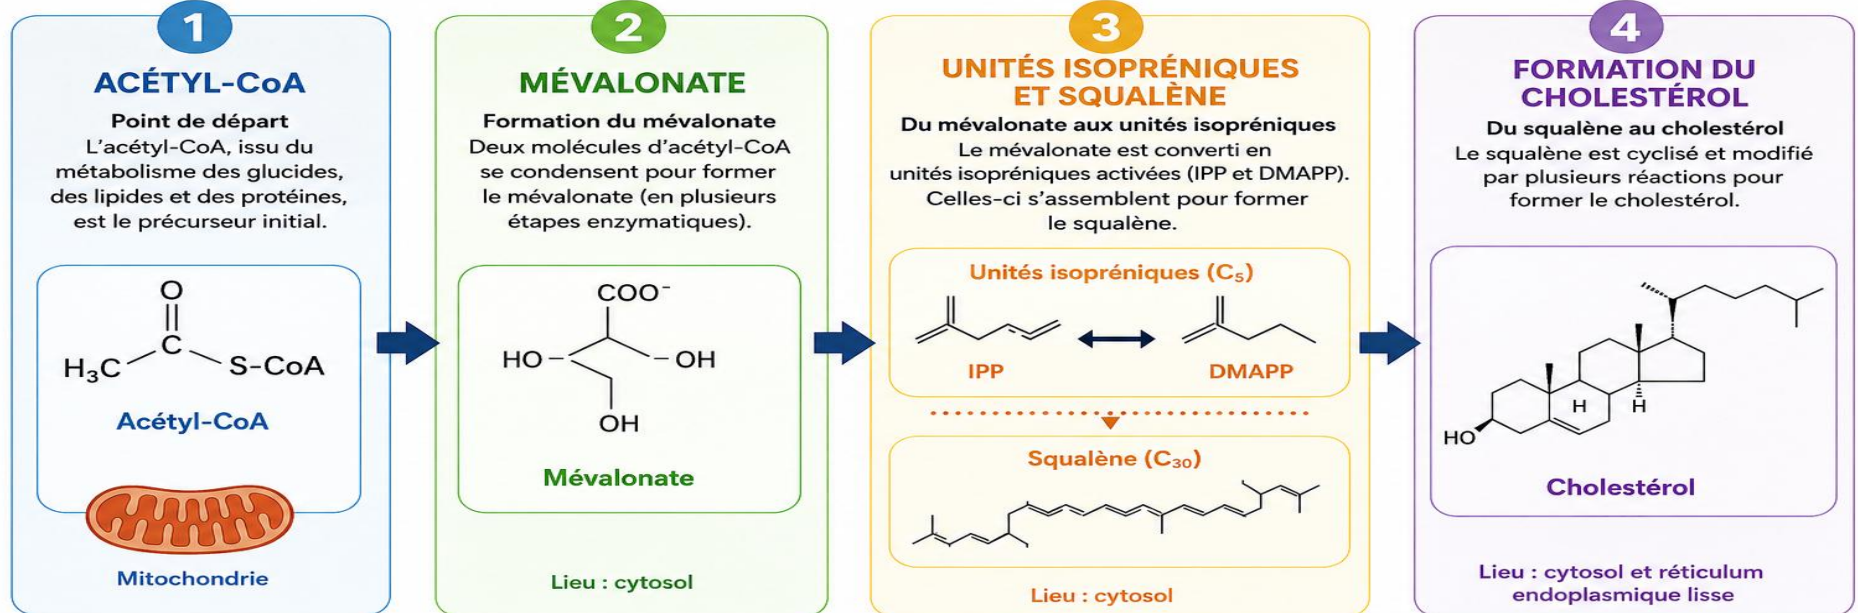 1
ACÉTYL-CoA
Point de départ
L’acétyl-CoA, issu du
métabolisme des glucides,
des lipides et des protéines,
est le précurseur initial.
O
C
H₃C
S-CoA
Acétyl-CoA
Mitochondrie
2
MÉVALONATE
Formation du mévalonate
Deux molécules d’acétyl-CoA
se condensent pour former
le mévalonate (en plusieurs
étapes enzymatiques).
COO⁻
HO
OH
OH
Mévalonate
Lieu : cytosol
3
UNITÉS ISOPRÉNIQUES
ET SQUALÈNE
Du mévalonate aux unités isopréniques
Le mévalonate est converti en
unités isopréniques activées (IPP et DMAPP).
Celles-ci s’assemblent pour former
le squalène.
Unités isopréniques (C₅)
IPP
DMAPP
Squalène (C₃₀)
Lieu : cytosol
4
FORMATION DU
CHOLESTÉROL
Du squalène au cholestérol
Le squalène est cyclisé et modifié
par plusieurs réactions pour
former le cholestérol.
H
H
HO
Cholestérol
Lieu : cytosol et réticulum
endoplasmique lisse